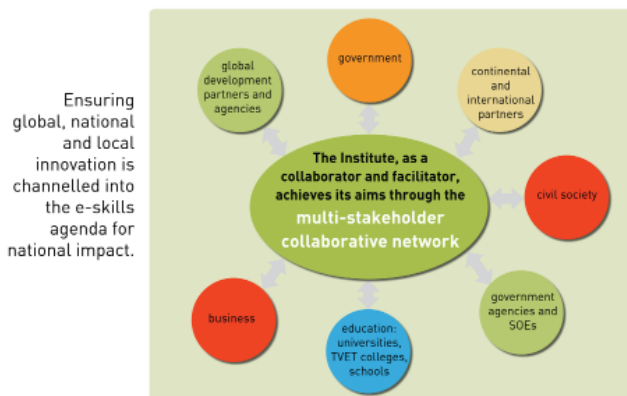 Ensuring
global, national
and local
innovation is
channelled into
the e-skills
agenda for
national impact.
government
global
development
partners and
agencies
continental
and
international
partners
The Institute, as a
collaborator and facilitator,
achieves its aims through the
multi-stakeholder
collaborative network
civil society
business
government
agencies and
SOEs
education:
universities,
TVET colleges,
schools